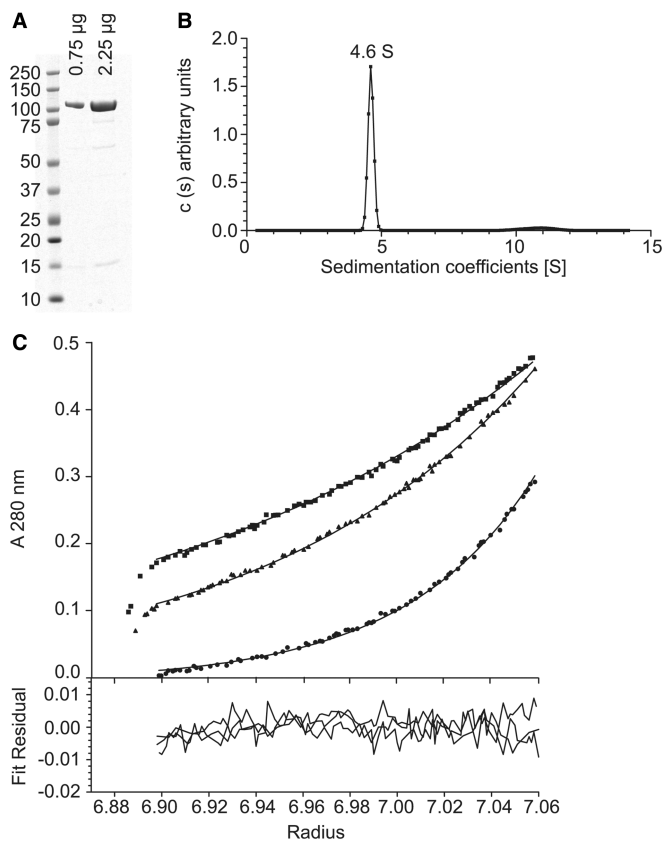 A
0.75 µg
2.25 µg
250
150
100
75
50
37
25
20
15
10
B
4.6 S
c (s) arbitrary units
2.0
1.5
1.0
0.5
0.0
0 5 10 15
Sedimentation coefficients [S]
C
A 280 nm
0.5
0.4
0.3
0.2
0.1
0.0
Fit Residual
0.01
0.00
-0.01
-0.02
6.88 6.90 6.92 6.94 6.96 6.98 7.00 7.02 7.04 7.06
Radius